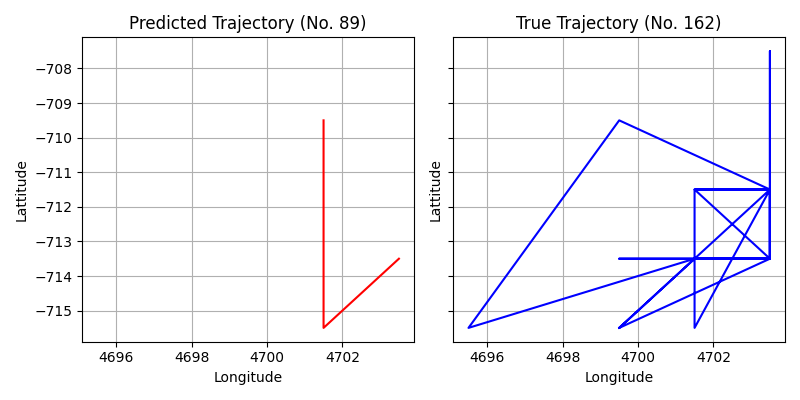 Predicted Trajectory (No. 89)
True Trajectory (No. 162)
Lattitude
−708
−709
−710
−711
−712
−713
−714
−715
4696
4698
4700
4702
Longitude
Lattitude
4696
4698
4700
4702
Longitude